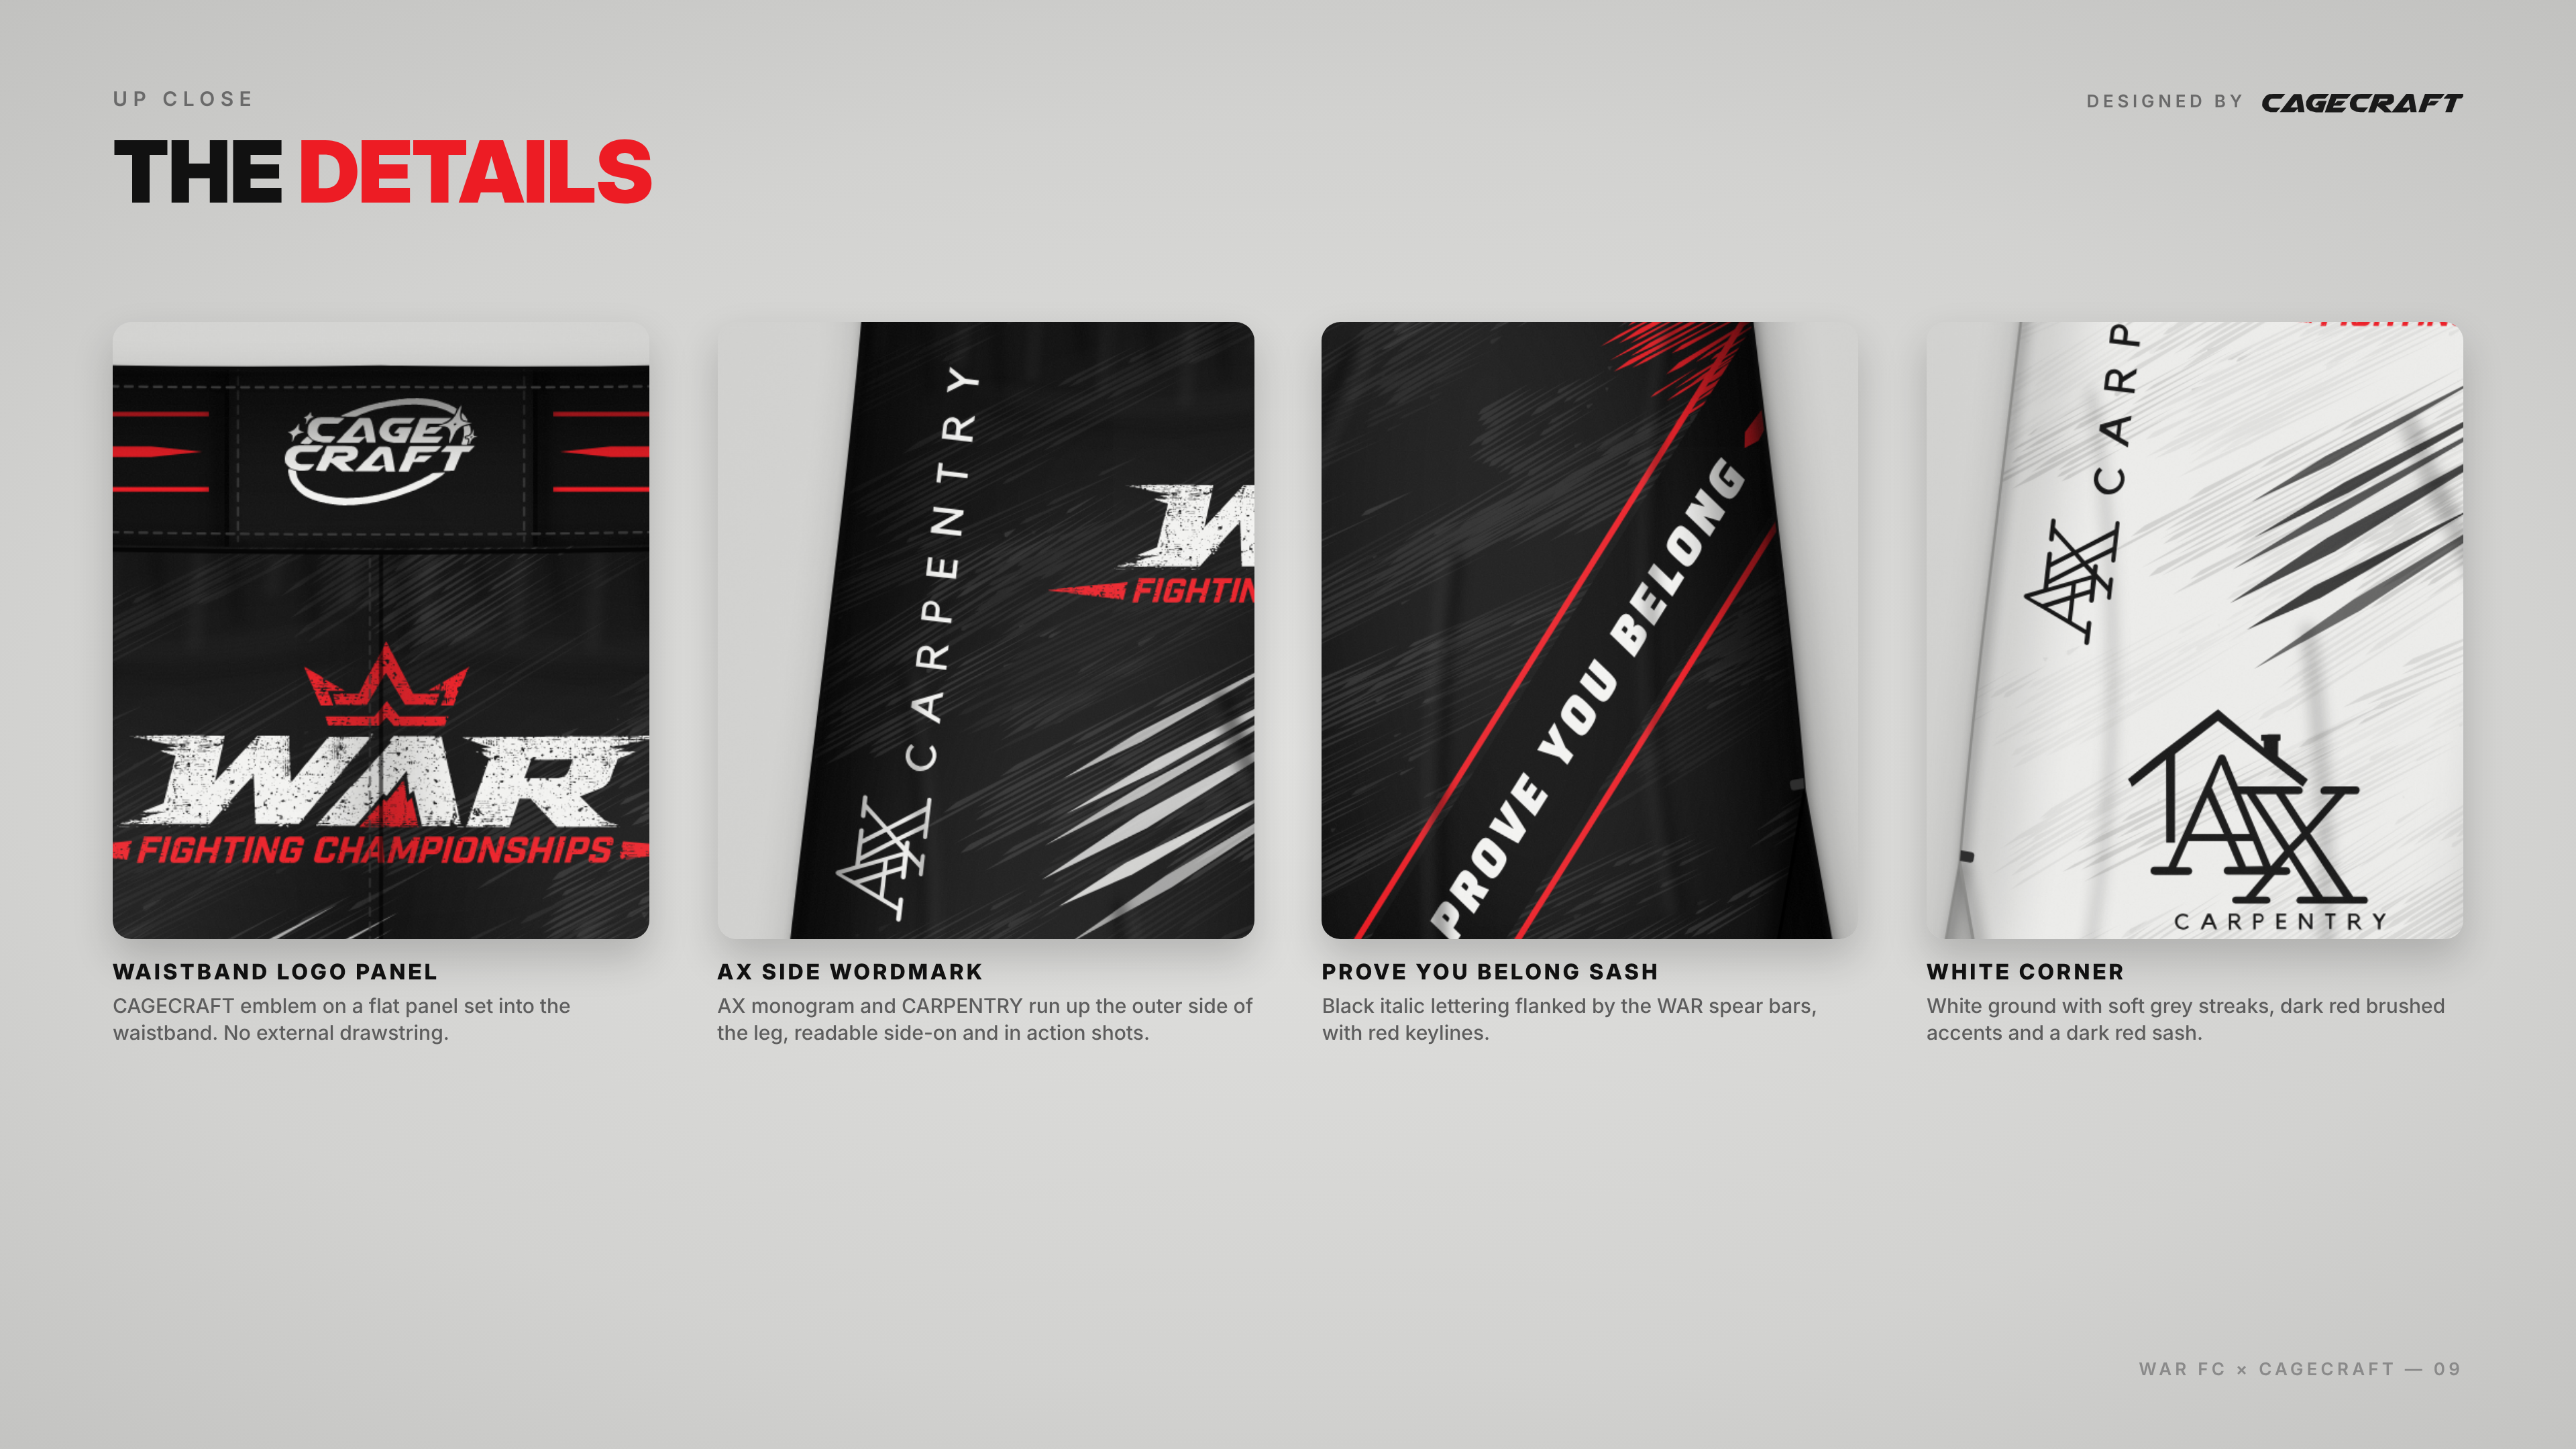 UP CLOSE
THE DETAILS
DESIGNED BY CAGECRAFT
CAGE
CRAFT
WAR
FIGHTING CHAMPIONSHIPS
AX CARPENTRY
W
FIGHTIN
PROVE YOU BELONG
FIGHTIN
AX CARP
AX
CARPENTRY
WAISTBAND LOGO PANEL
CAGECRAFT emblem on a flat panel set into the
waistband. No external drawstring.
AX SIDE WORDMARK
AX monogram and CARPENTRY run up the outer side of
the leg, readable side-on and in action shots.
PROVE YOU BELONG SASH
Black italic lettering flanked by the WAR spear bars,
with red keylines.
WHITE CORNER
White ground with soft grey streaks, dark red brushed
accents and a dark red sash.
WAR FC × CAGECRAFT — 09